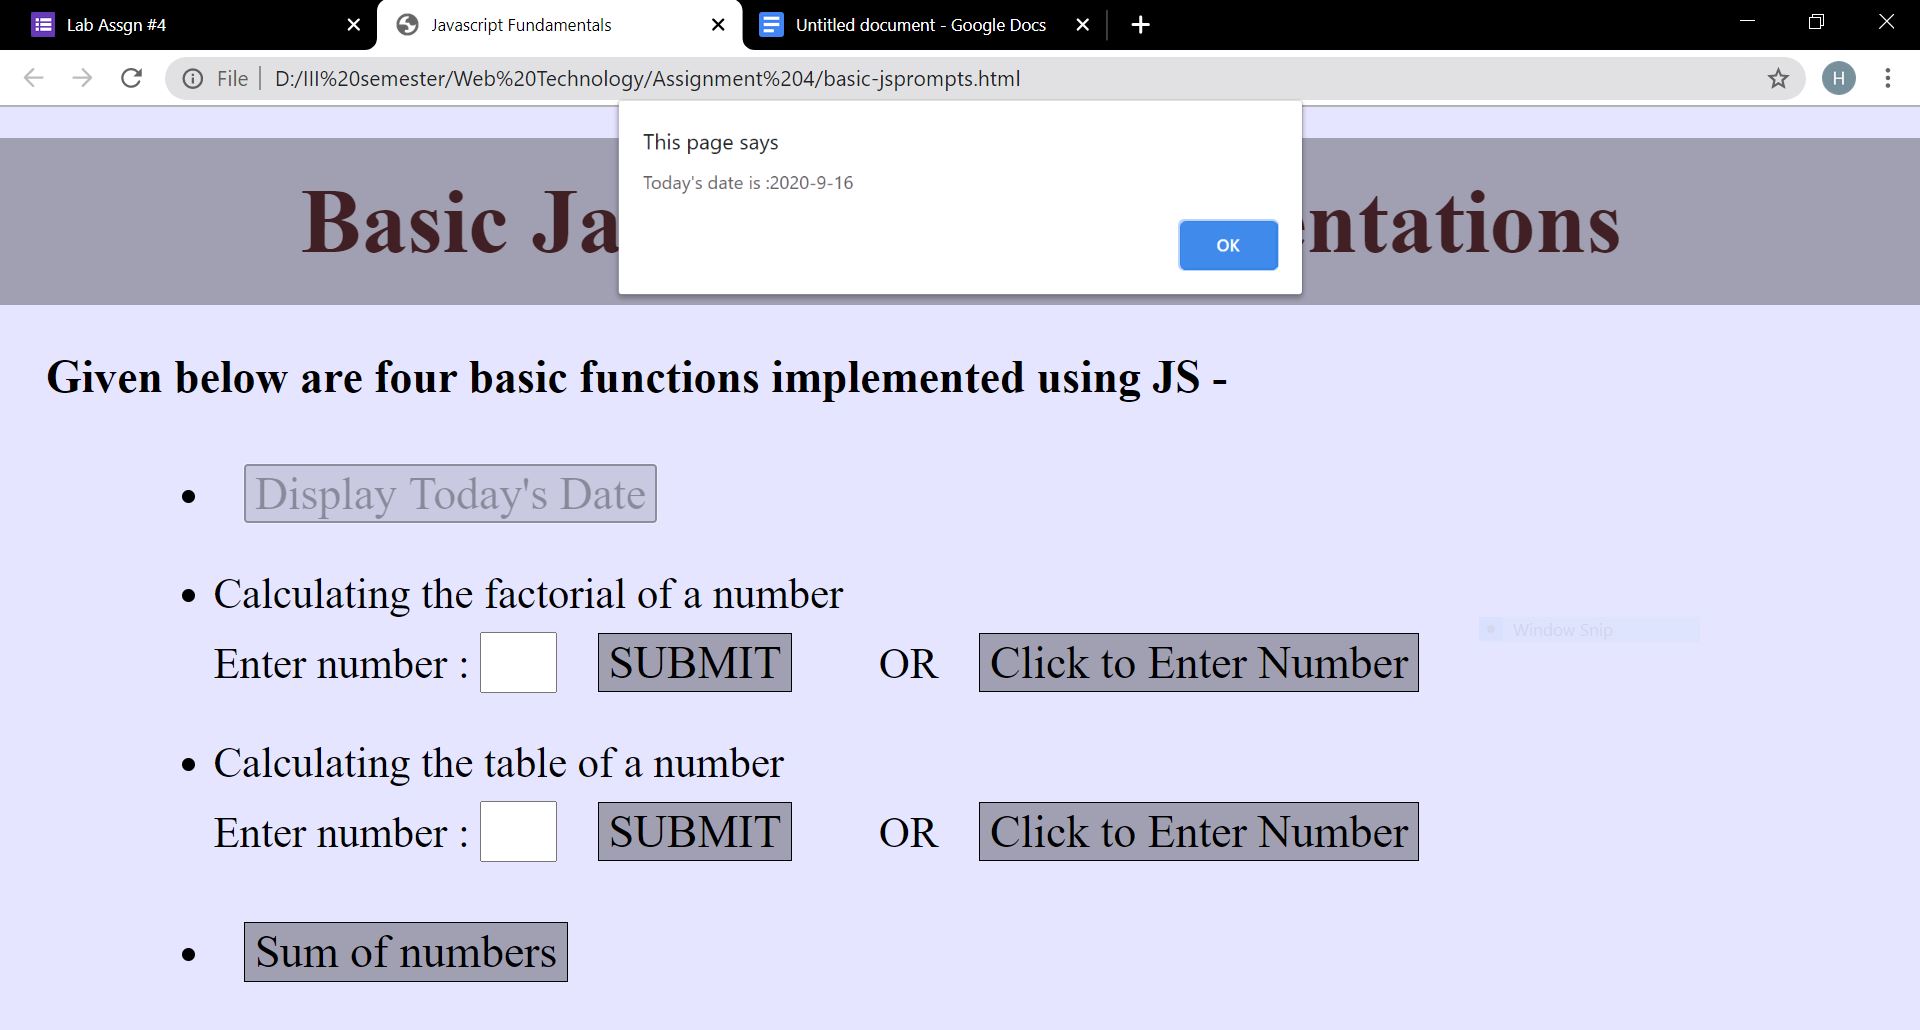 Lab Assgn #4
Javascript Fundamentals
Untitled document - Google Docs
File
D:/III%20semester/Web%20Technology/Assignment%204/basic-jsprompts.html
H
This page says
Today's date is :2020-9-16
OK
Basic Ja ntations
Given below are four basic functions implemented using JS -
Display Today's Date
Calculating the factorial of a number
Enter number : SUBMIT OR Click to Enter Number
Window Snip
Calculating the table of a number
Enter number : SUBMIT OR Click to Enter Number
Sum of numbers